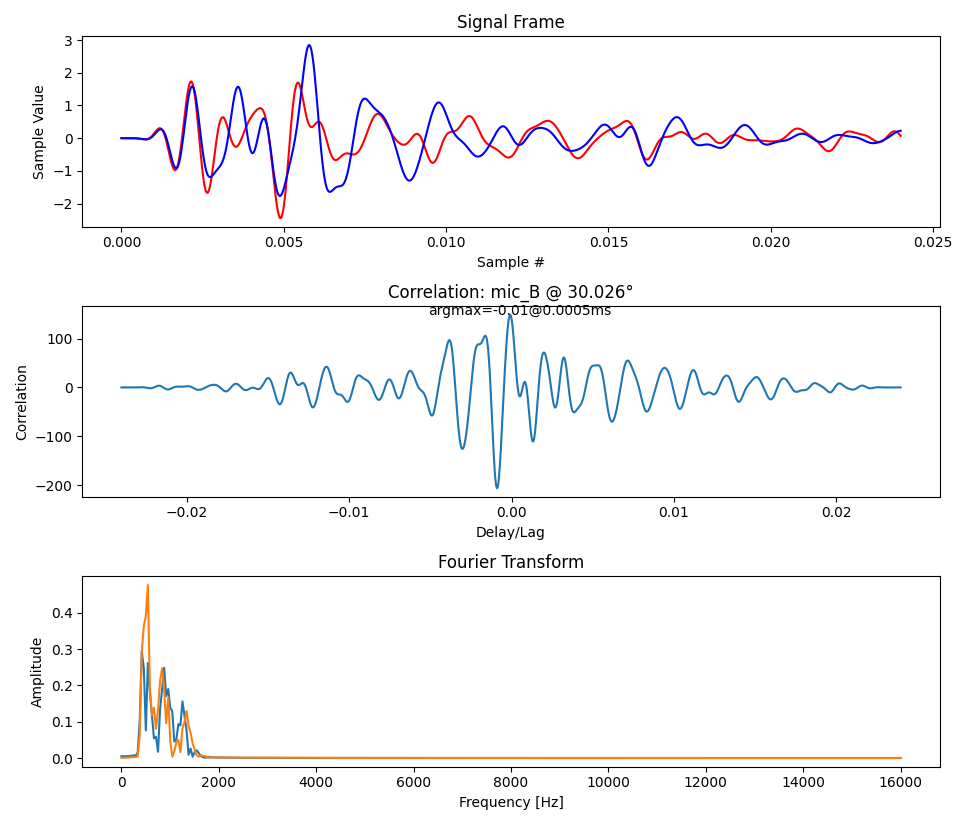 Signal Frame
3
2
1
0
−1
−2
Sample Value
0.000 0.005 0.010 0.015 0.020 0.025
Sample #
Correlation: mic_B @ 30.026°
argmax=-0.01@0.0005ms
100
0
−100
−200
Correlation
−0.02 −0.01 0.00 0.01 0.02
Delay/Lag
Fourier Transform
0.4
0.3
0.2
0.1
0.0
Amplitude
0 2000 4000 6000 8000 10000 12000 14000 16000
Frequency [Hz]